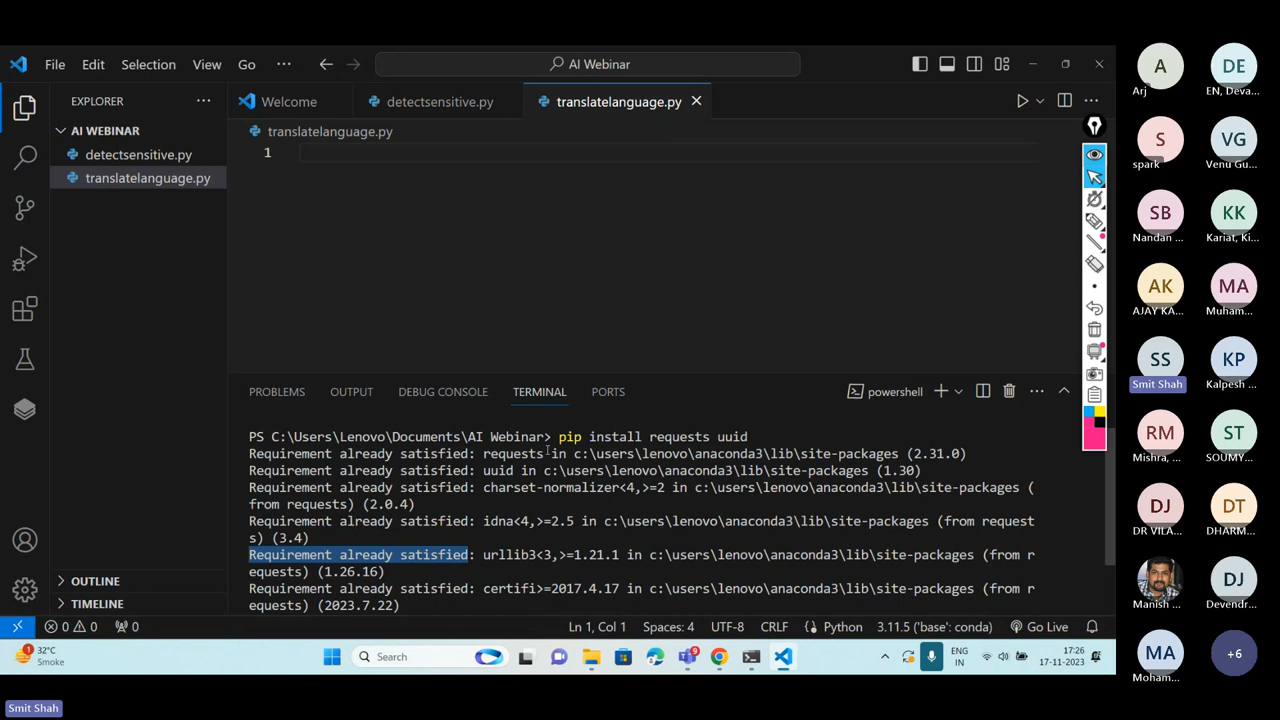 File Edit Selection View Go ··· AI Webinar
EXPLORER ···
Welcome
detectsensitive.py
translatelanguage.py
AI WEBINAR
detectsensitive.py
translatelanguage.py
translatelanguage.py
1
PROBLEMS OUTPUT DEBUG CONSOLE TERMINAL PORTS powershell
PS C:\Users\Lenovo\Documents\AI Webinar> pip install requests uuid
Requirement already satisfied: requests in c:\users\lenovo\anaconda3\lib\site-packages (2.31.0)
Requirement already satisfied: uuid in c:\users\lenovo\anaconda3\lib\site-packages (1.30)
Requirement already satisfied: charset-normalizer<4,>=2 in c:\users\lenovo\anaconda3\lib\site-packages (
from requests) (2.0.4)
Requirement already satisfied: idna<4,>=2.5 in c:\users\lenovo\anaconda3\lib\site-packages (from request
s) (3.4)
Requirement already satisfied: urllib3<3,>=1.21.1 in c:\users\lenovo\anaconda3\lib\site-packages (from r
equests) (1.26.16)
Requirement already satisfied: certifi>=2017.4.17 in c:\users\lenovo\anaconda3\lib\site-packages (from r
equests) (2023.7.22)
OUTLINE
TIMELINE
0 0 0 Ln 1, Col 1 Spaces: 4 UTF-8 CRLF Python 3.11.5 ('base': conda) Go Live
1
32°C
Smoke
Search
9
ENG
IN
17:26
17-11-2023
A
Arj
DE
EN, Deva...
S
spark
VG
Venu Gu...
SB
Nandan ...
KK
Kariat, Ki...
AK
AJAY KA...
MA
Muham...
SS
Smit Shah
KP
Kalpesh ...
RM
Mishra, ...
ST
SOUMY...
DJ
DR VILA...
DT
DHARM...
Manish ...
DJ
Devendr...
MA
Moham...
+6
Smit Shah